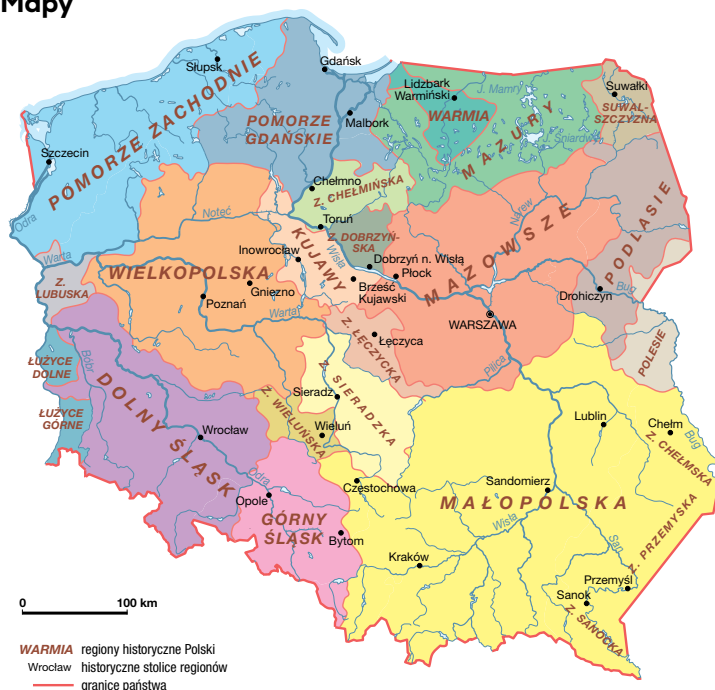 Mapy
Słupsk
Gdańsk
POMORZE ZACHODNIE
Szczecin
POMORZE
GDAŃSKIE
Malbork
Lidzbark
Warmiński
J. Mamry
WARMIA
MAZURY
J. Śniardwy
Suwałki
SUWAL-
SZCZYZNA
Chełmno
Z. CHEŁMIŃSKA
Toruń
Z. DOBRZYŃ-
SKA
Odra
Noteć
Warta
Inowrocław
KUJAWY
Wisła
Dobrzyń n. Wisłą
Płock
Brześć
Kujawski
MAZOWSZE
Narew
PODLASIE
Bug
Drohiczyn
Z.
LUBUSKA
WIELKOPOLSKA
Gniezno
Poznań
Warta
Z. ŁĘCZYCKA
Łęczyca
WARSZAWA
Pilica
POLESIE
ŁUŻYCE
DOLNE
ŁUŻYCE
GÓRNE
Bóbr
DOLNY ŚLĄSK
Wrocław
Odra
Sieradz
Z. SIERADZKA
Z. WIELUŃSKA
Wieluń
Lublin
Chełm
Bug
Z. CHEŁMSKA
Częstochowa
Opole
GÓRNY
ŚLĄSK
Bytom
Sandomierz
MAŁOPOLSKA
Wisła
Kraków
San
Z. PRZEMYSKA
Przemyśl
Sanok
Z. SANOCKA
0 100 km
WARMIA regiony historyczne Polski
Wrocław historyczne stolice regionów
granice państwa